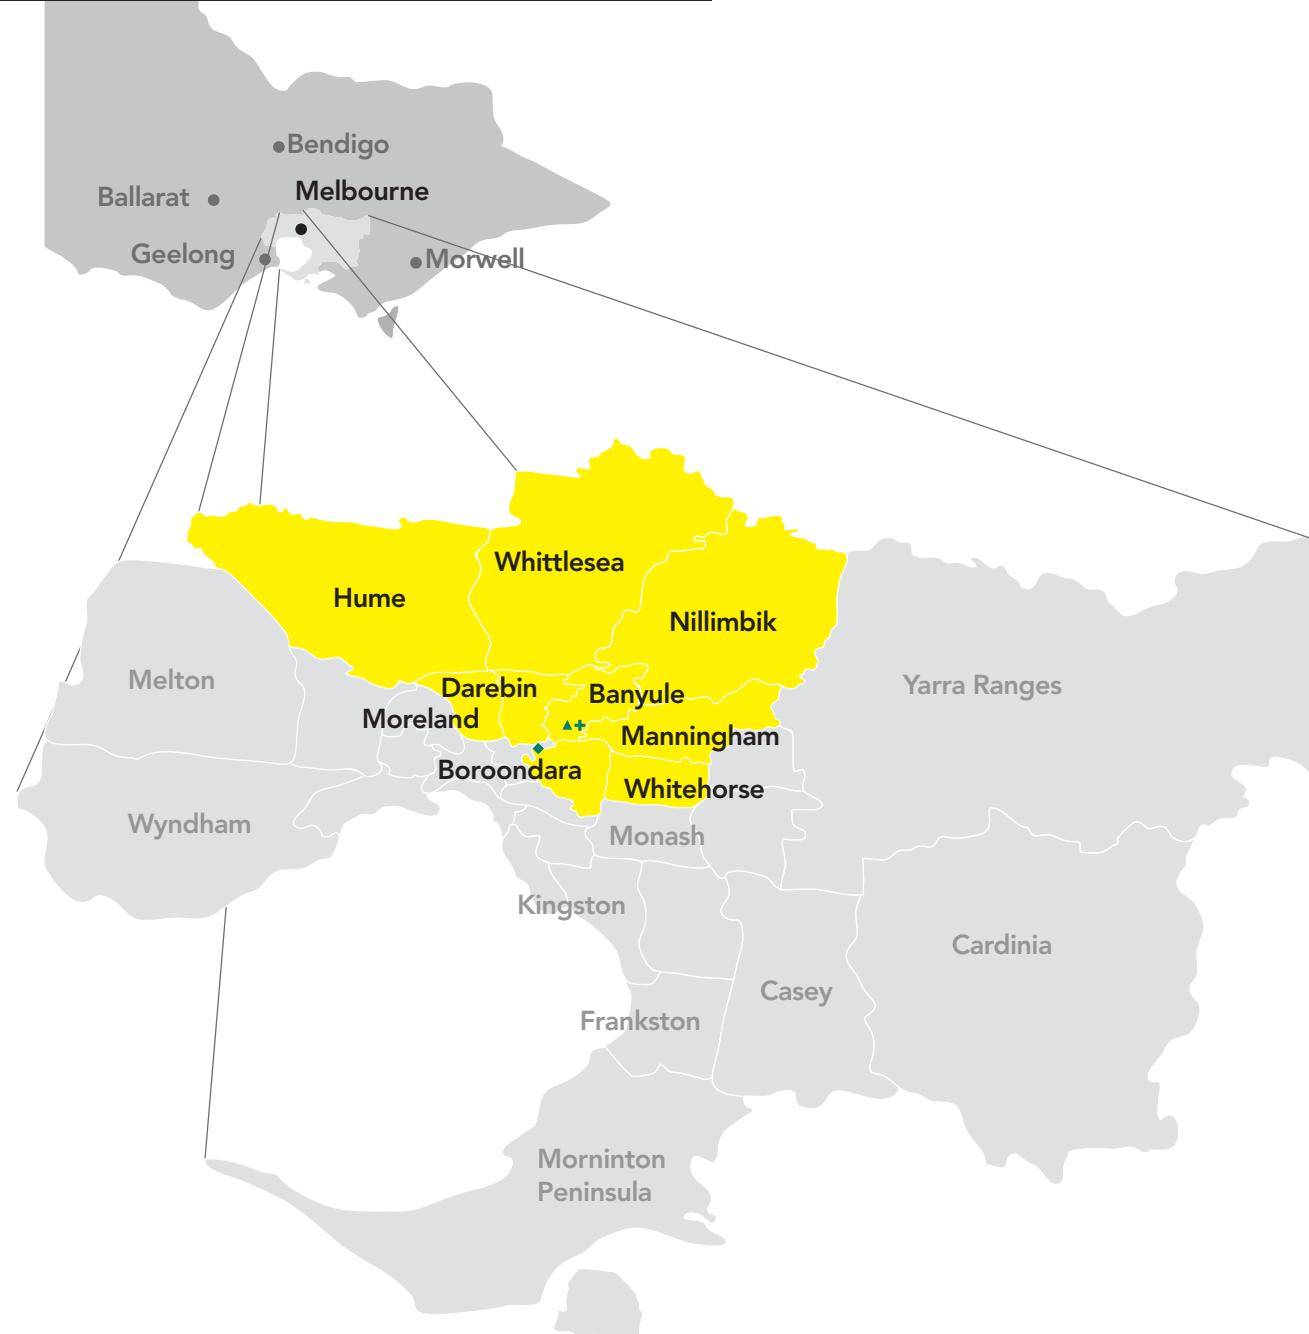 Bendigo
Melbourne
Ballarat
Geelong
Morwell
Whittlesea
Hume
Nillimbik
Melton
Yarra Ranges
Darebin
Banyule
Moreland
Manningham
Boroondara
Whitehorse
Wyndham
Monash
Kingston
Cardinia
Casey
Frankston
Morninton
Peninsula